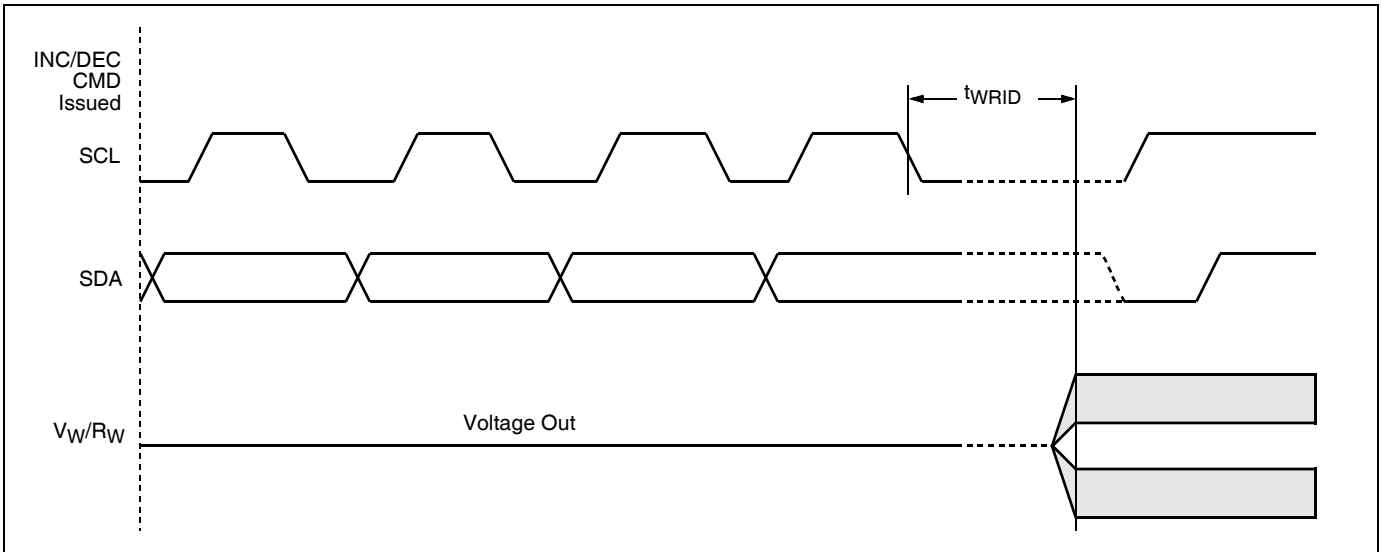 INC/DEC
CMD
Issued
tWRID
SCL
SDA
Voltage Out
VW/RW